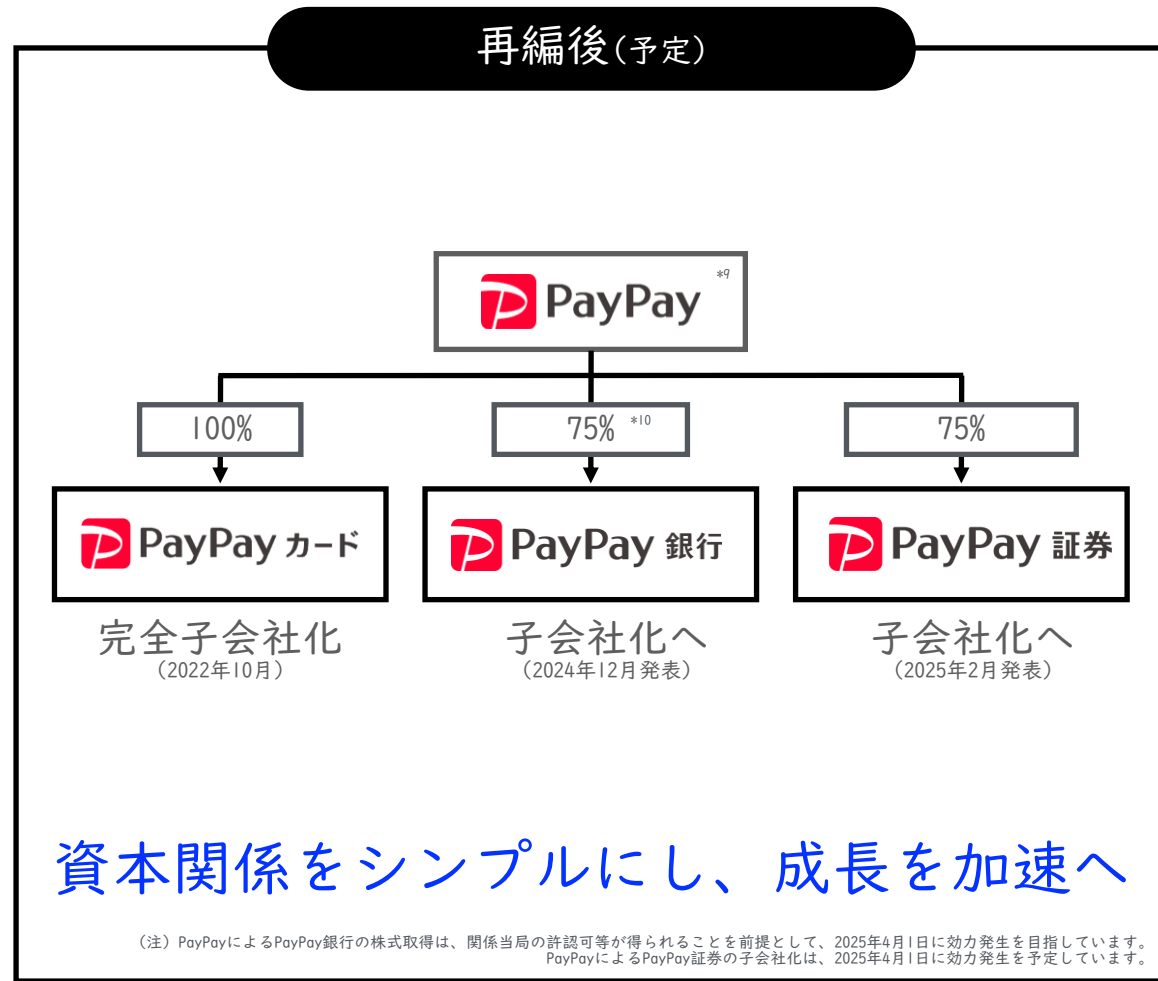 再編後(予定)
PayPay *9
100%
75% *10
75%
PayPay カード
PayPay 銀行
PayPay 証券
完全子会社化
(2022年10月)
子会社化へ
(2024年12月発表)
子会社化へ
(2025年2月発表)
資本関係をシンプルにし、成長を加速へ
(注) PayPayによるPayPay銀行の株式取得は、関係当局の許認可等が得られることを前提として、2025年4月1日に効力発生を目指しています。
PayPayによるPayPay証券の子会社化は、2025年4月1日に効力発生を予定しています。